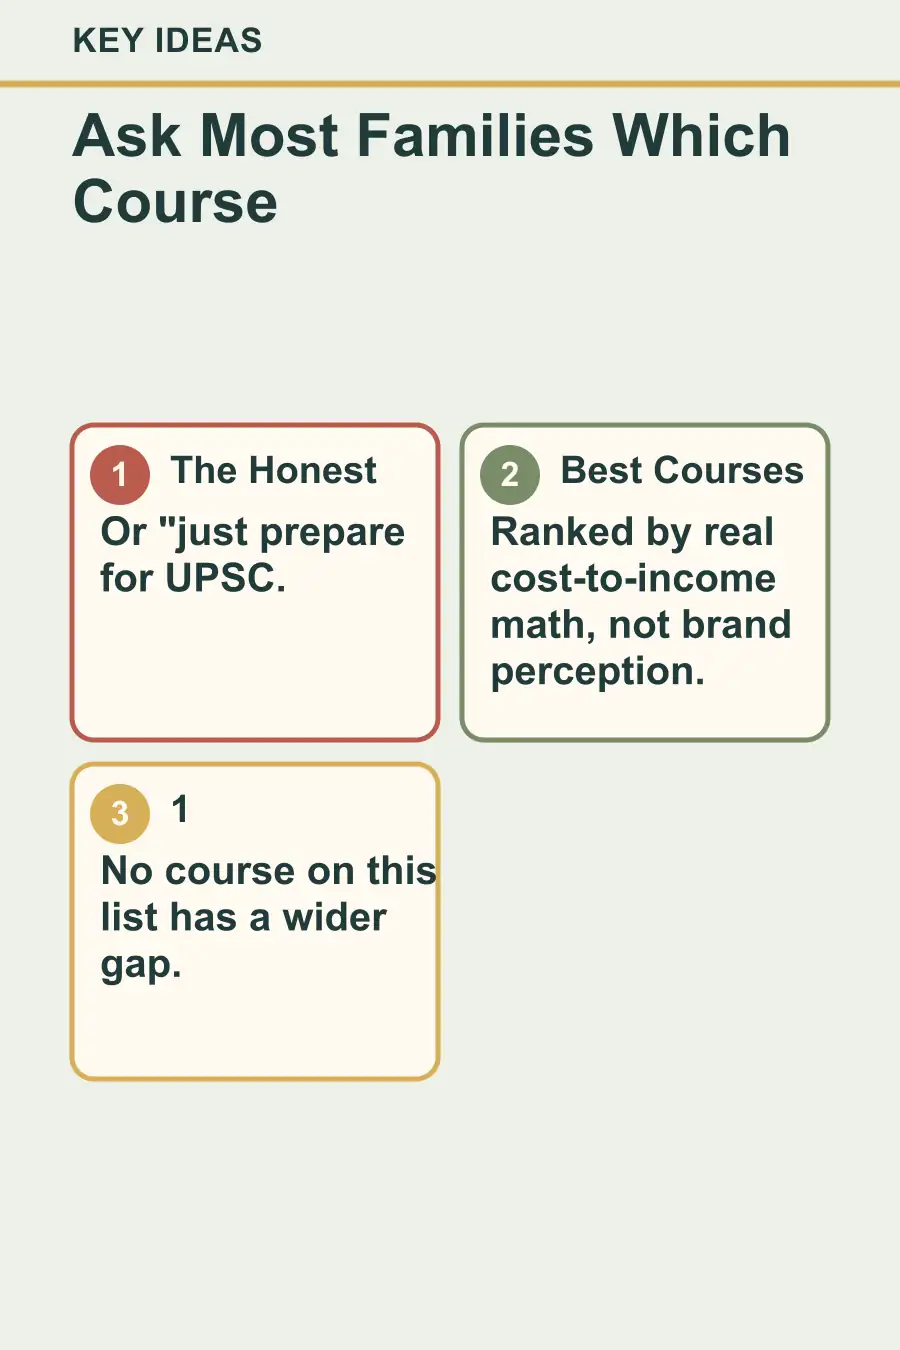 KEY IDEAS
Ask Most Families Which
Course
1
The Honest
Or "just prepare
for UPSC.
2
Best Courses
Ranked by real
cost-to-income
math, not brand
perception.
3
1
No course on this
list has a wider
gap.